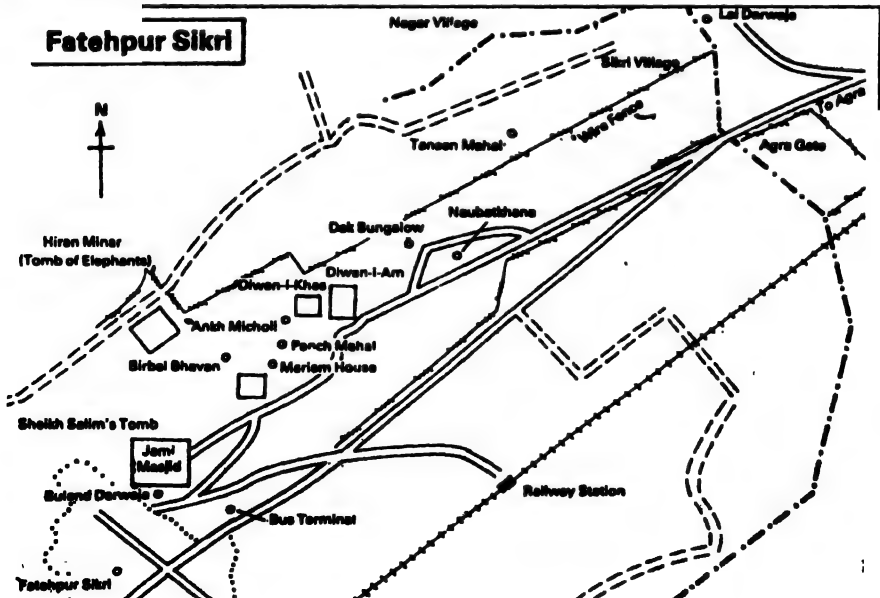 Fatehpur Sikri
Nagar Village
Lal Darwaja
Sikri Village
N
To Agra
Wire Fence
Tansen Mahal
Agra Gate
Naubatkhana
Dak Bungalow
Hiran Minar
(Tomb of Elephants)
Diwan-i-Am
Diwan-i-Khas
Ankh Micholi
Panch Mahal
Birbal Bhavan
Mariam House
Sheikh Salim's Tomb
Jami
Masjid
Buland Darwaja
Railway Station
Bus Terminal
Fatehpur Sikri